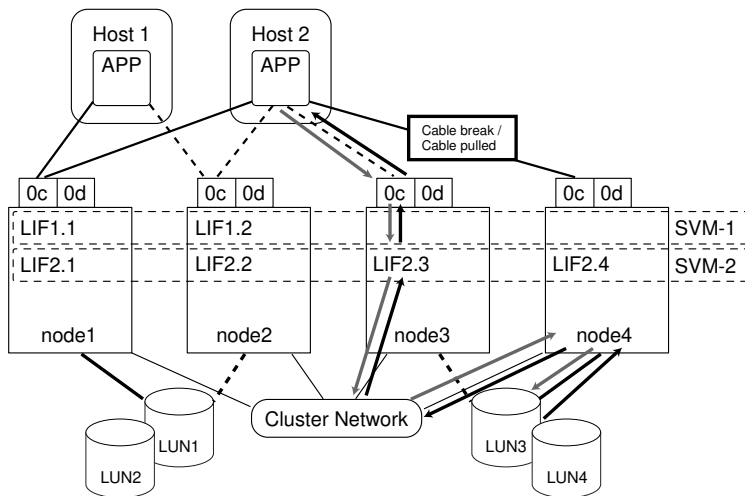 Host 1
Host 2
APP
APP
Cable break /
Cable pulled
0c
0d
0c
0d
0c
0d
0c
0d
LIF1.1
LIF1.2
SVM-1
LIF2.1
LIF2.2
LIF2.3
LIF2.4
SVM-2
node1
node2
node3
node4
Cluster Network
LUN1
LUN2
LUN3
LUN4